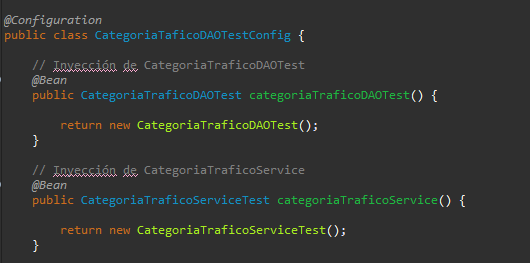 @Configuration
public class CategoriaTaficoDAOTestConfig {
// Inyección de CategoriaTraficoDAOTest
@Bean
public CategoriaTraficoDAOTest categoriaTraficoDAOTest() {
return new CategoriaTraficoDAOTest();
}
// Inyección de CategoriaTraficoService
@Bean
public CategoriaTraficoServiceTest categoriaTraficoService() {
return new CategoriaTraficoServiceTest();
}